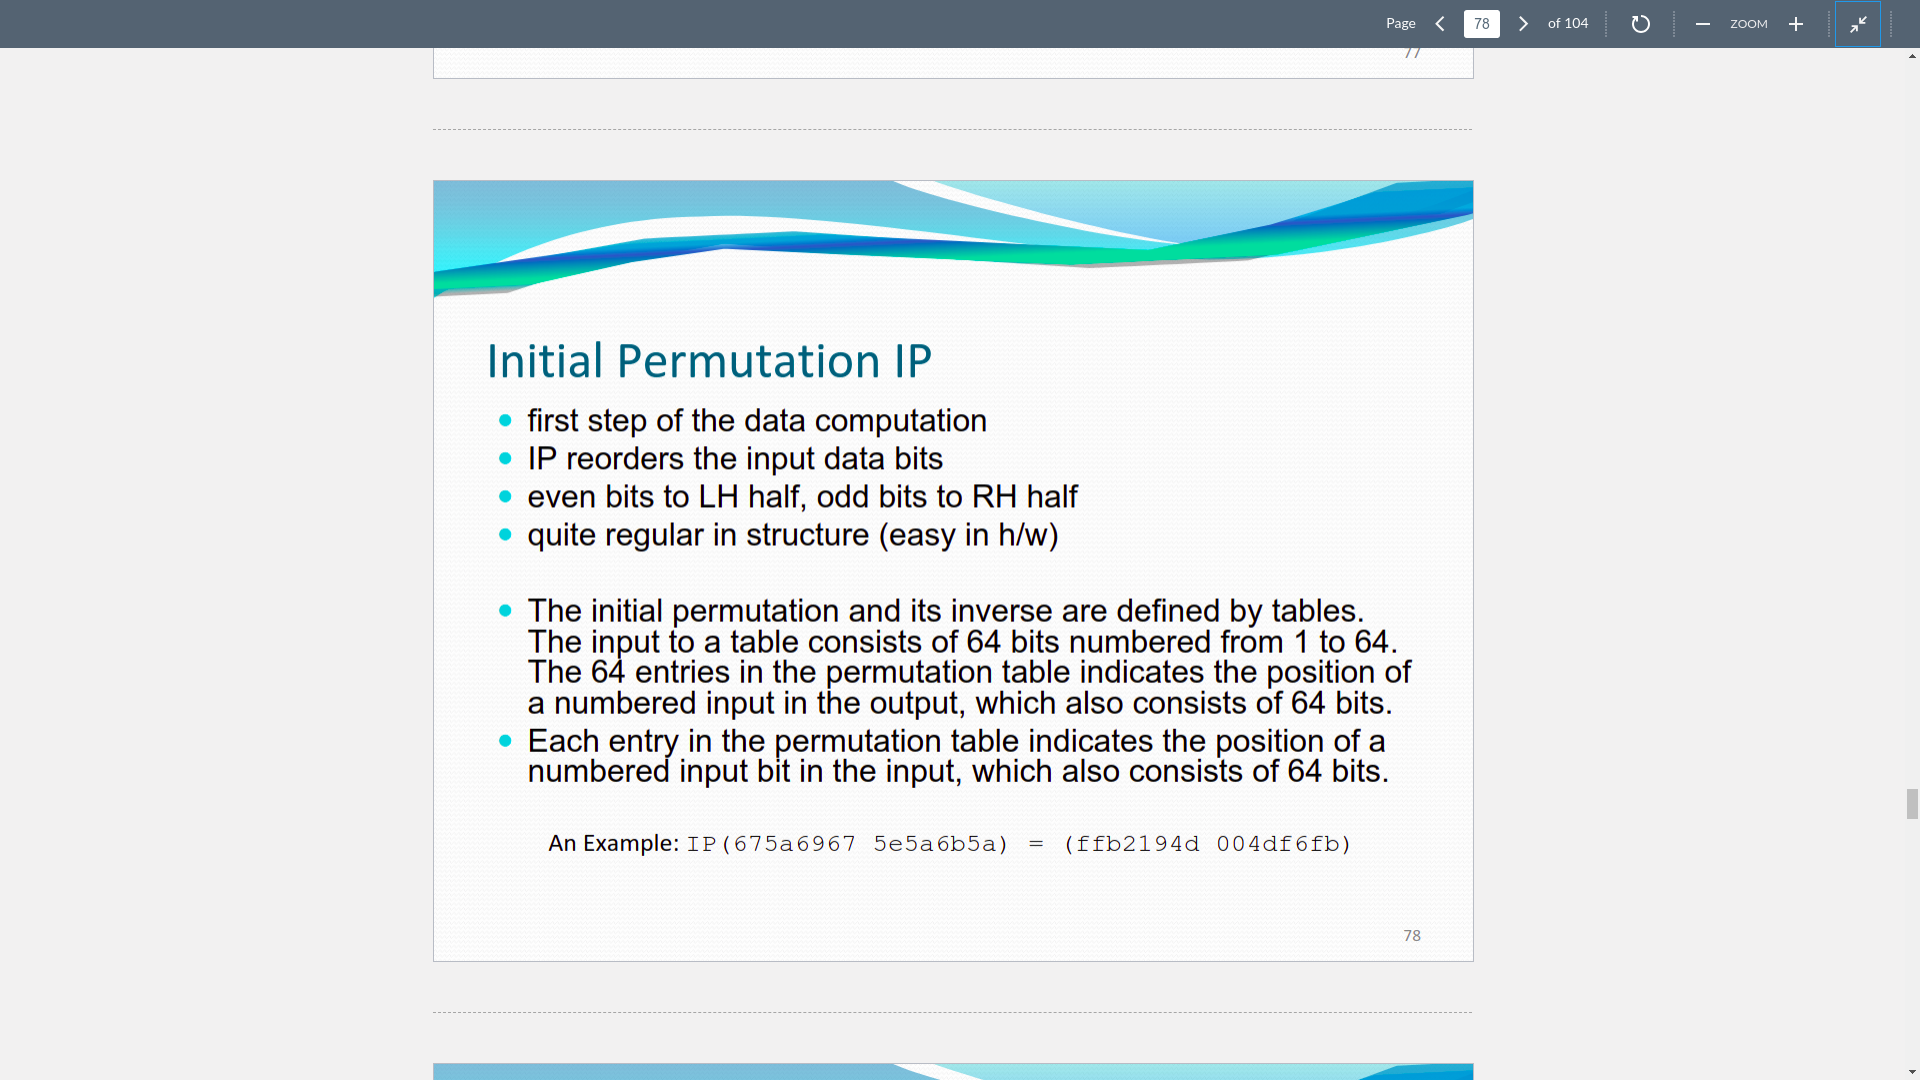 Page 78 of 104 ZOOM
77
Initial Permutation IP
first step of the data computation
IP reorders the input data bits
even bits to LH half, odd bits to RH half
quite regular in structure (easy in h/w)
The initial permutation and its inverse are defined by tables.
The input to a table consists of 64 bits numbered from 1 to 64.
The 64 entries in the permutation table indicates the position of
a numbered input in the output, which also consists of 64 bits.
Each entry in the permutation table indicates the position of a
numbered input bit in the input, which also consists of 64 bits.
An Example: IP(675a6967 5e5a6b5a) = (ffb2194d 004df6fb)
78